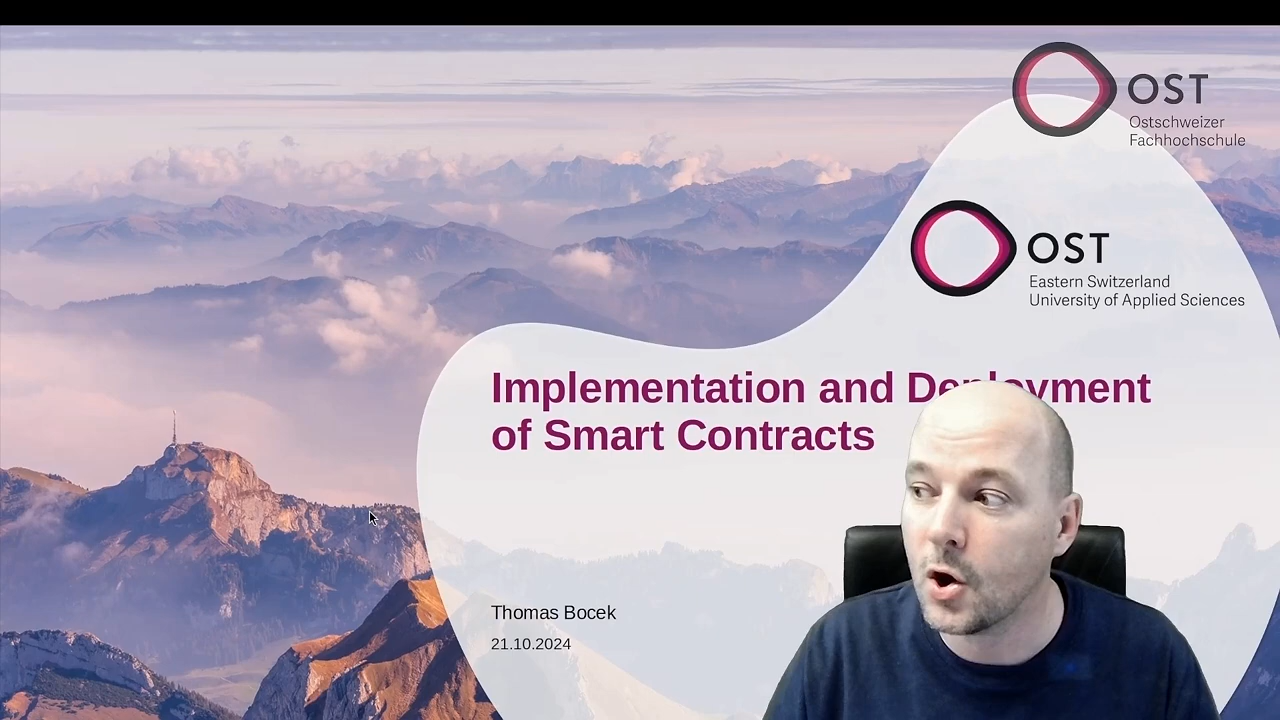 OST
Ostschweizer
Fachhochschule
OST
Eastern Switzerland
University of Applied Sciences
Implementation and Deployment
of Smart Contracts
Thomas Bocek
21.10.2024